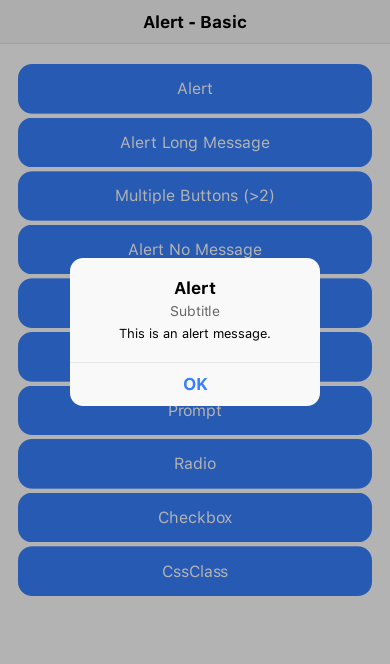 Alert - Basic
Alert
Alert Long Message
Multiple Buttons (>2)
Alert No Message
Alert
Subtitle
This is an alert message.
OK
Prompt
Radio
Checkbox
CssClass